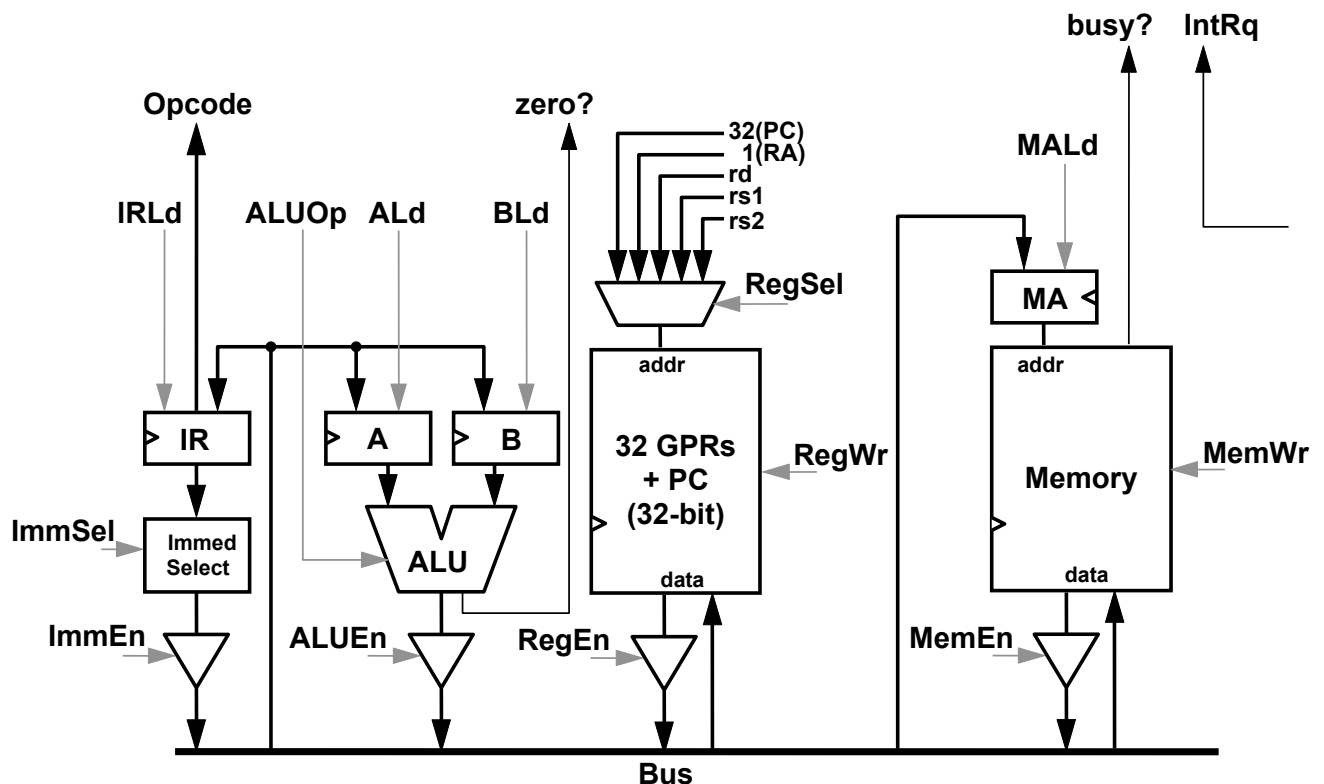 busy? IntRq
Opcode zero?
32(PC)
1(RA)
rd
rs1
rs2
MALd
IRLd ALUOp ALd BLd
RegSel
MA
addr
addr
IR A B
32 GPRs
+ PC
(32-bit)
RegWr
Memory
MemWr
ImmSel
Immed
Select
ALU
data
data
ImmEn ALUEn RegEn MemEn
Bus